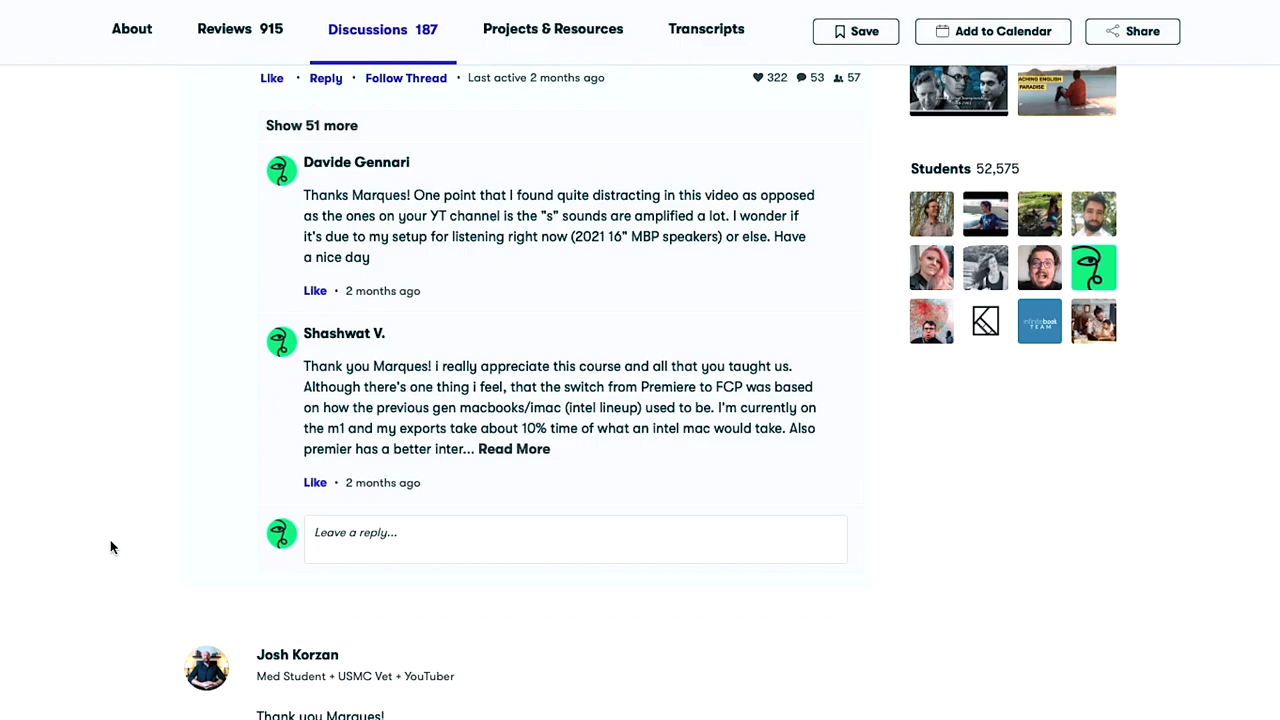 About Reviews 915 Discussions 187 Projects & Resources Transcripts Save Add to Calendar Share
Like • Reply • Follow Thread • Last active 2 months ago 322 53 57
ACHING ENGLISH
PARADISE
Show 51 more
Davide Gennari
Thanks Marques! One point that I found quite distracting in this video as opposed
as the ones on your YT channel is the "s" sounds are amplified a lot. I wonder if
it's due to my setup for listening right now (2021 16" MBP speakers) or else. Have
a nice day
Like • 2 months ago
Shashwat V.
Thank you Marques! i really appreciate this course and all that you taught us.
Although there's one thing i feel, that the switch from Premiere to FCP was based
on how the previous gen macbooks/imac (intel lineup) used to be. I'm currently on
the m1 and my exports take about 10% time of what an intel mac would take. Also
premier has a better inter... Read More
Like • 2 months ago
Leave a reply...
Students 52,575
infinitebook
TEAM
Josh Korzan
Med Student + USMC Vet + YouTuber
Thank you Marques!